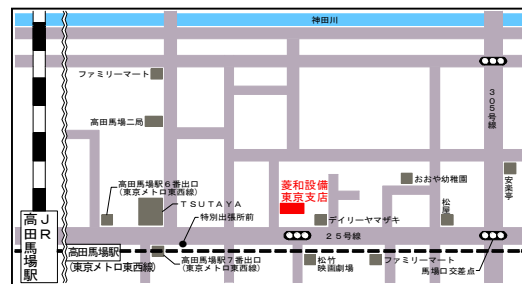 神田川
ファミリーマート
305号線
高田馬場二局
安楽亭
おおや幼稚園
菱和設備
東京支店
高田馬場駅6番出口
(東京メトロ東西線)
TSUTAYA
特別出張所前
デイリーヤマザキ
松屋
JR
高田馬場駅
25号線
高田馬場駅
(東京メトロ東西線)
高田馬場駅7番出口
(東京メトロ東西線)
松竹
映画劇場
ファミリーマート
馬場口交差点